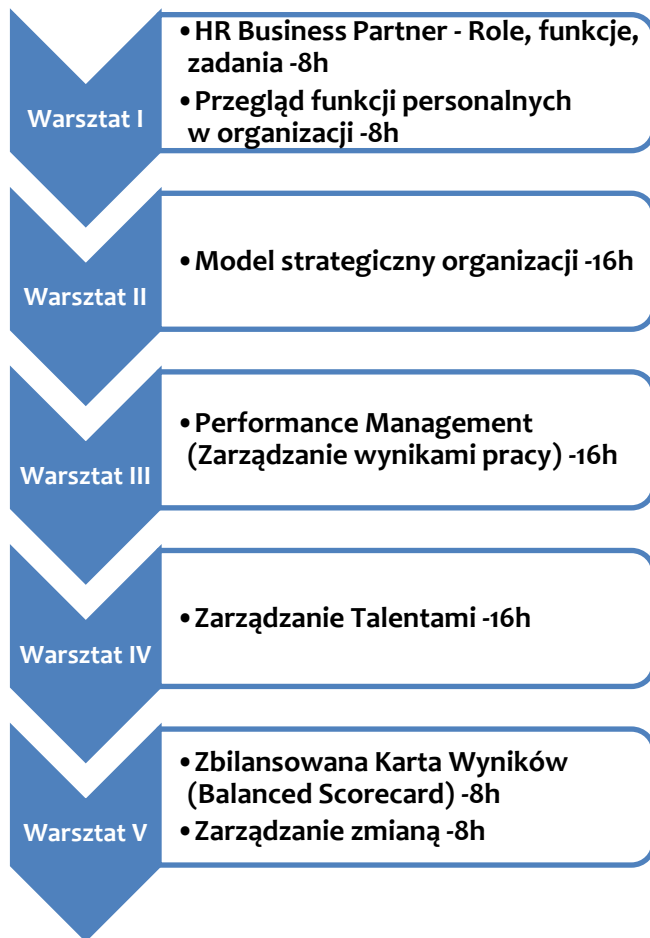 Warsztat I
• HR Business Partner - Role, funkcje,
zadania -8h
• Przegląd funkcji personalnych
w organizacji -8h
Warsztat II
• Model strategiczny organizacji -16h
Warsztat III
• Performance Management
(Zarządzanie wynikami pracy) -16h
Warsztat IV
• Zarządzanie Talentami -16h
Warsztat V
• Zbilansowana Karta Wyników
(Balanced Scorecard) -8h
• Zarządzanie zmianą -8h